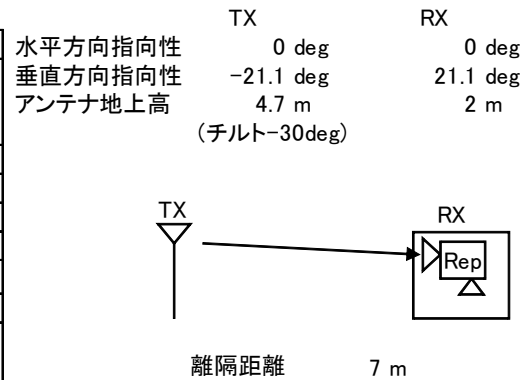 TX RX
水平方向指向性 0 deg 0 deg
垂直方向指向性 -21.1 deg 21.1 deg
アンテナ地上高 4.7 m 2 m
(チルト-30deg)
TX RX
Rep
離隔距離 7 m